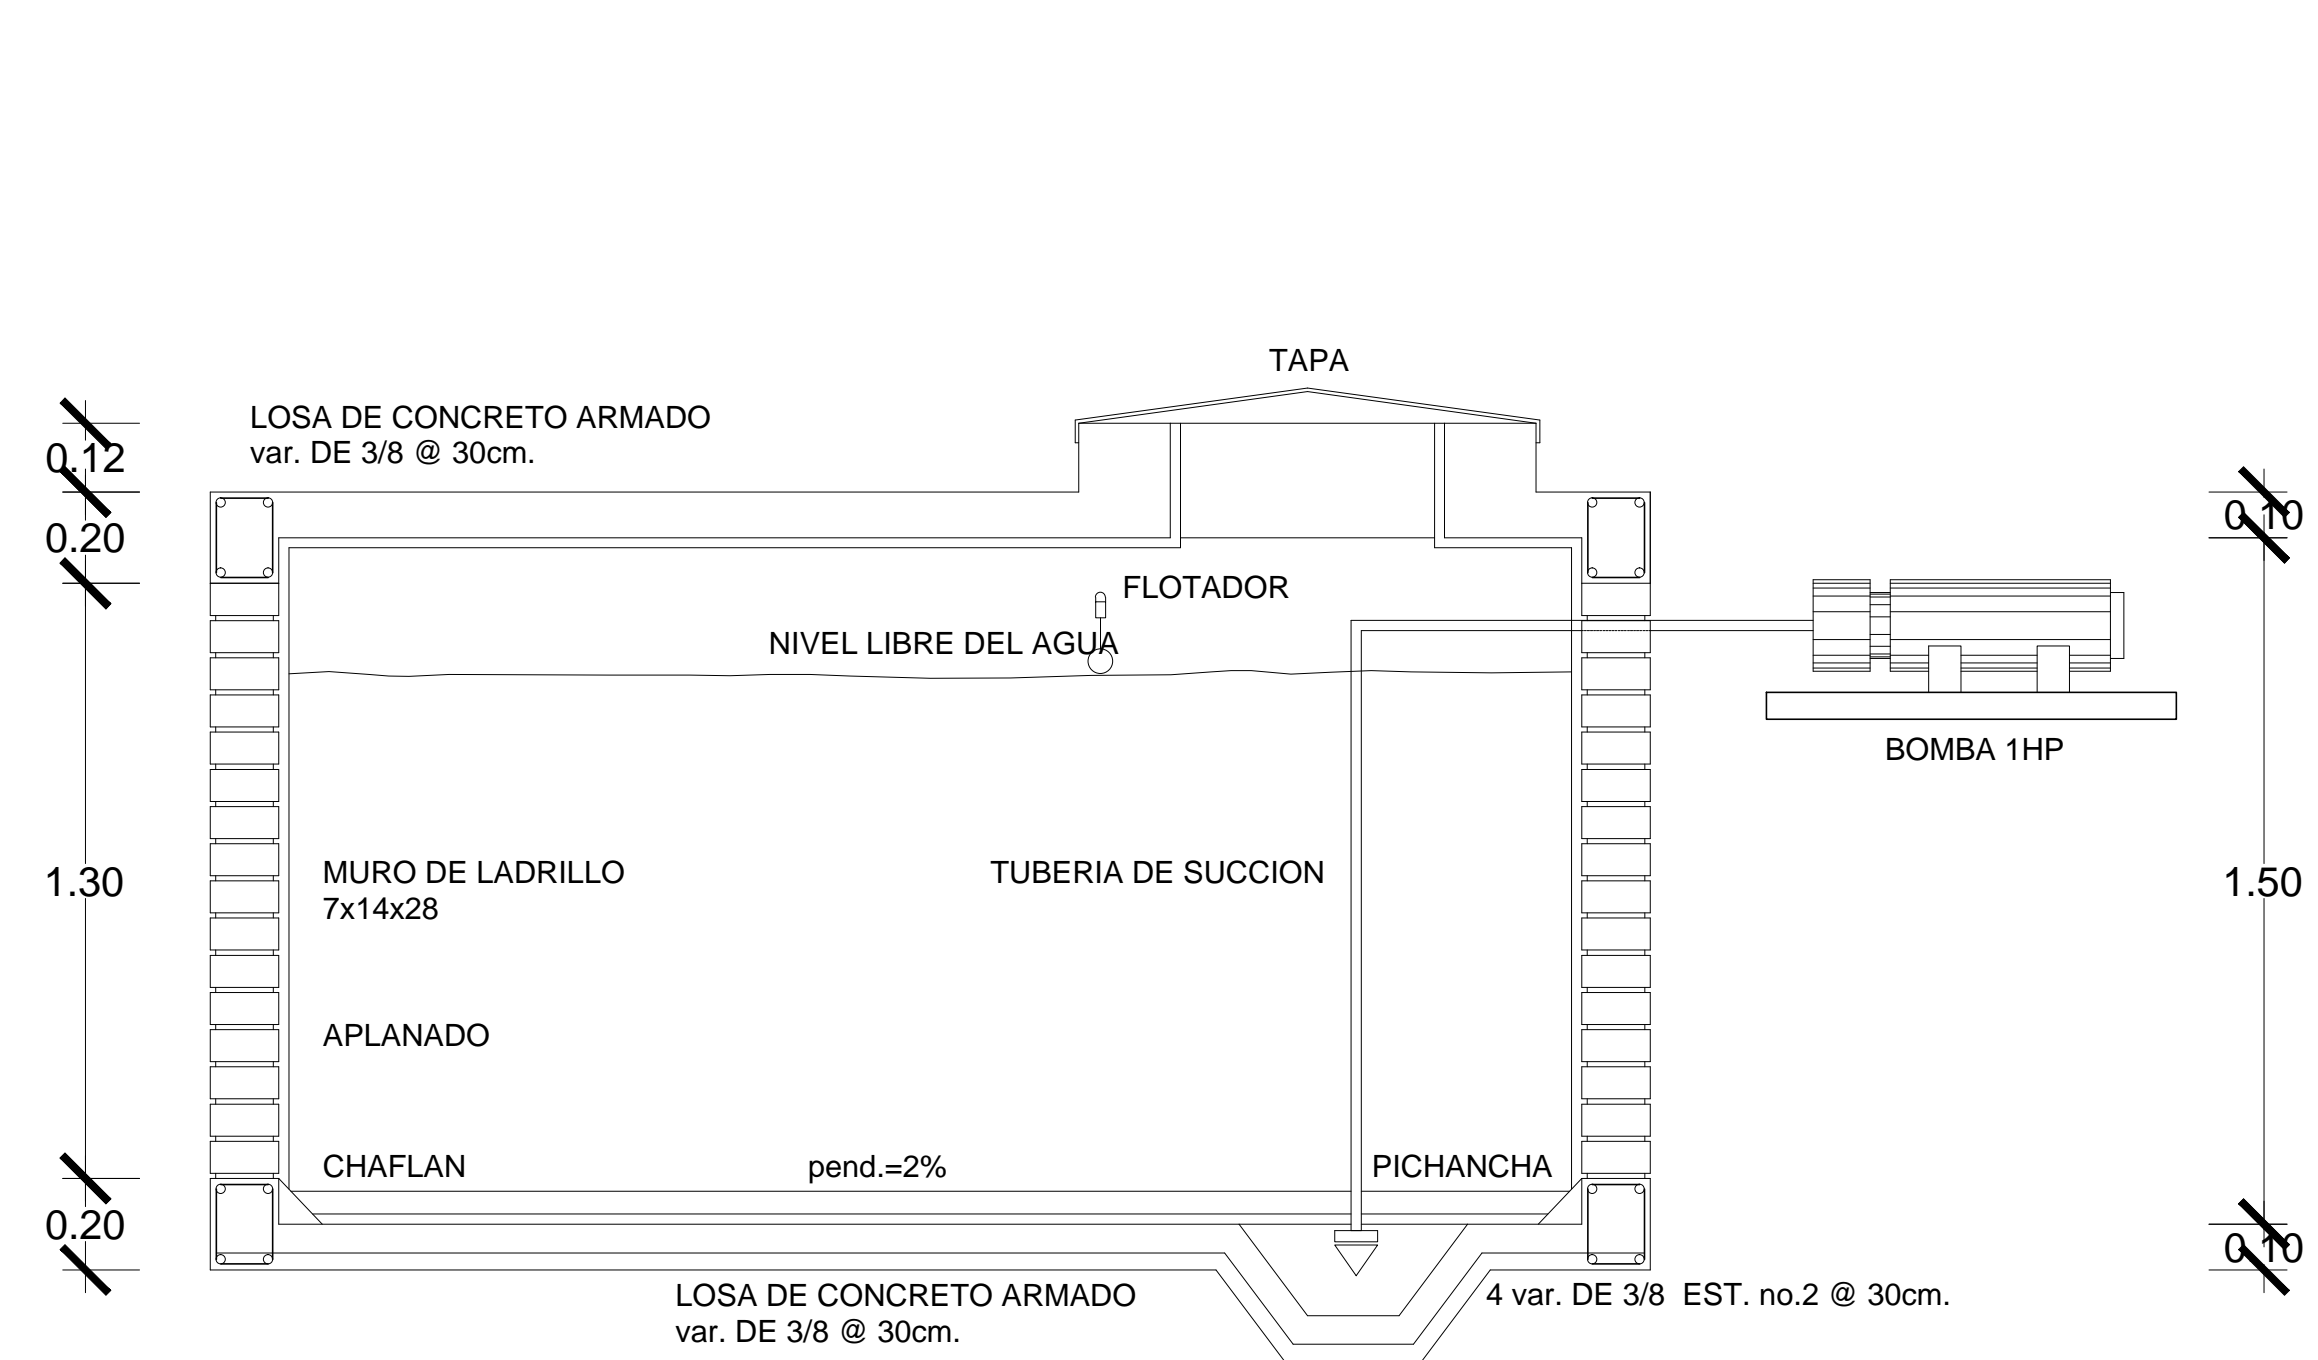 TAPA
LOSA DE CONCRETO ARMADO
var. DE 3/8 @ 30cm.
0.12
0.20
0.10
FLOTADOR
NIVEL LIBRE DEL AGUA
BOMBA 1HP
MURO DE LADRILLO
7x14x28
TUBERIA DE SUCCION
1.30
1.50
APLANADO
CHAFLAN
pend.=2%
PICHANCHA
0.20
0.10
LOSA DE CONCRETO ARMADO
var. DE 3/8 @ 30cm.
4 var. DE 3/8  EST. no.2 @ 30cm.